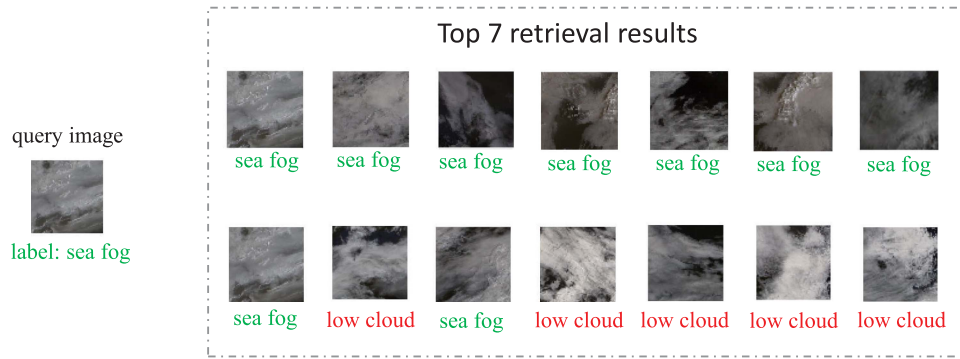 Top 7 retrieval results
query image
label: sea fog
sea fog sea fog sea fog sea fog sea fog sea fog sea fog
sea fog low cloud sea fog low cloud low cloud low cloud low cloud